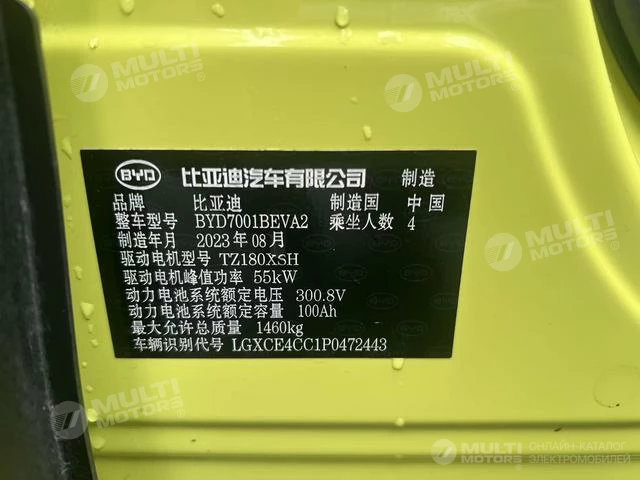 MULTI MOTORS
MULTI MOTORS
BYD 比亚迪汽车有限公司 制造
品牌 比亚迪 制造国 中国
整车型号 BYD7001BEVA2 乘坐人数 4
制造年月 2023年08月
驱动电机型号 TZ180XSH
驱动电机峰值功率 55kW
动力电池系统额定电压 300.8V
动力电池系统额定容量 100Ah
最大允许总质量 1460kg
车辆识别代号 LGXCE4CC1P0472443
MULTI MOTORS
MULTI MOTORS
ОНЛАЙН-КАТАЛОГ
ЭЛЕКТРОМОБИЛЕЙ